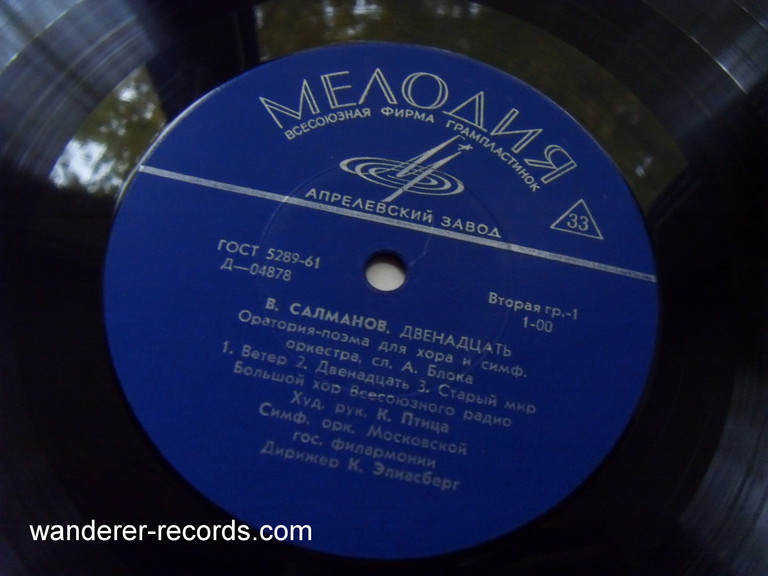 МЕЛОДИЯ
ВСЕСОЮЗНАЯ ФИРМА ГРАМПЛАСТИНОК
АПРЕЛЕВСКИЙ ЗАВОД
33
ГОСТ 5289-61
Д—04878
Вторая гр.-1
1-00
В. САЛМАНОВ. ДВЕНАДЦАТЬ
Оратория-поэма для хора и симф.
оркестра, сл. А. Блока
1. Ветер 2. Двенадцать 3. Старый мир
Большой хор Всесоюзного радио
Худ. рук. К. Птица
Симф. орк. Московской
гос. филармонии
Дирижер К. Элиасберг
wanderer-records.com